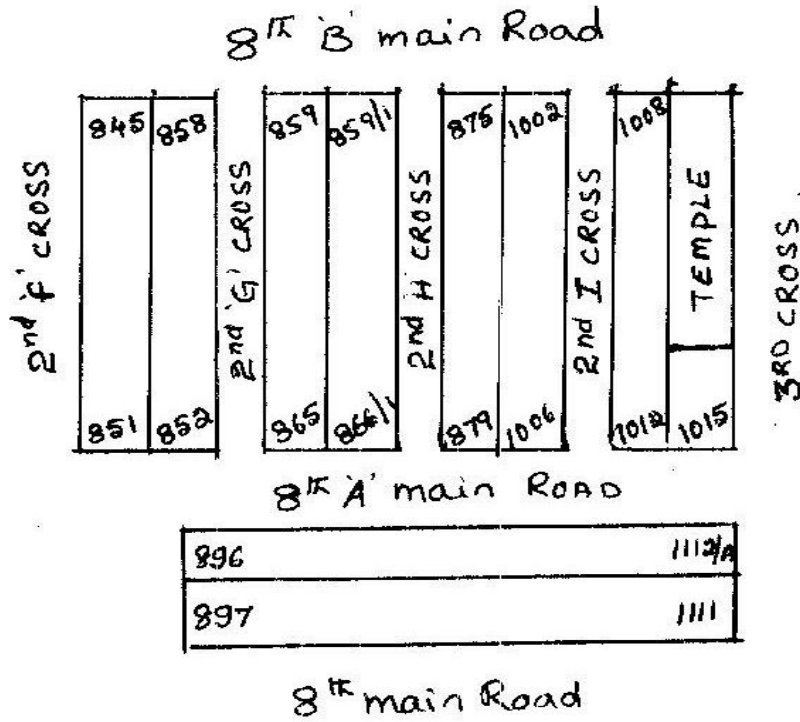 8th 'B' main Road
845 858 859 859/1 875 1002 1008
2nd 'F' CROSS
2nd 'G' CROSS
2nd 'H' CROSS
2nd I CROSS
TEMPLE
3RD CROSS
851 852 865 866/1 879 1006 1012 1015
8th 'A' main ROAD
896 1112/A
897 1111
8th main Road